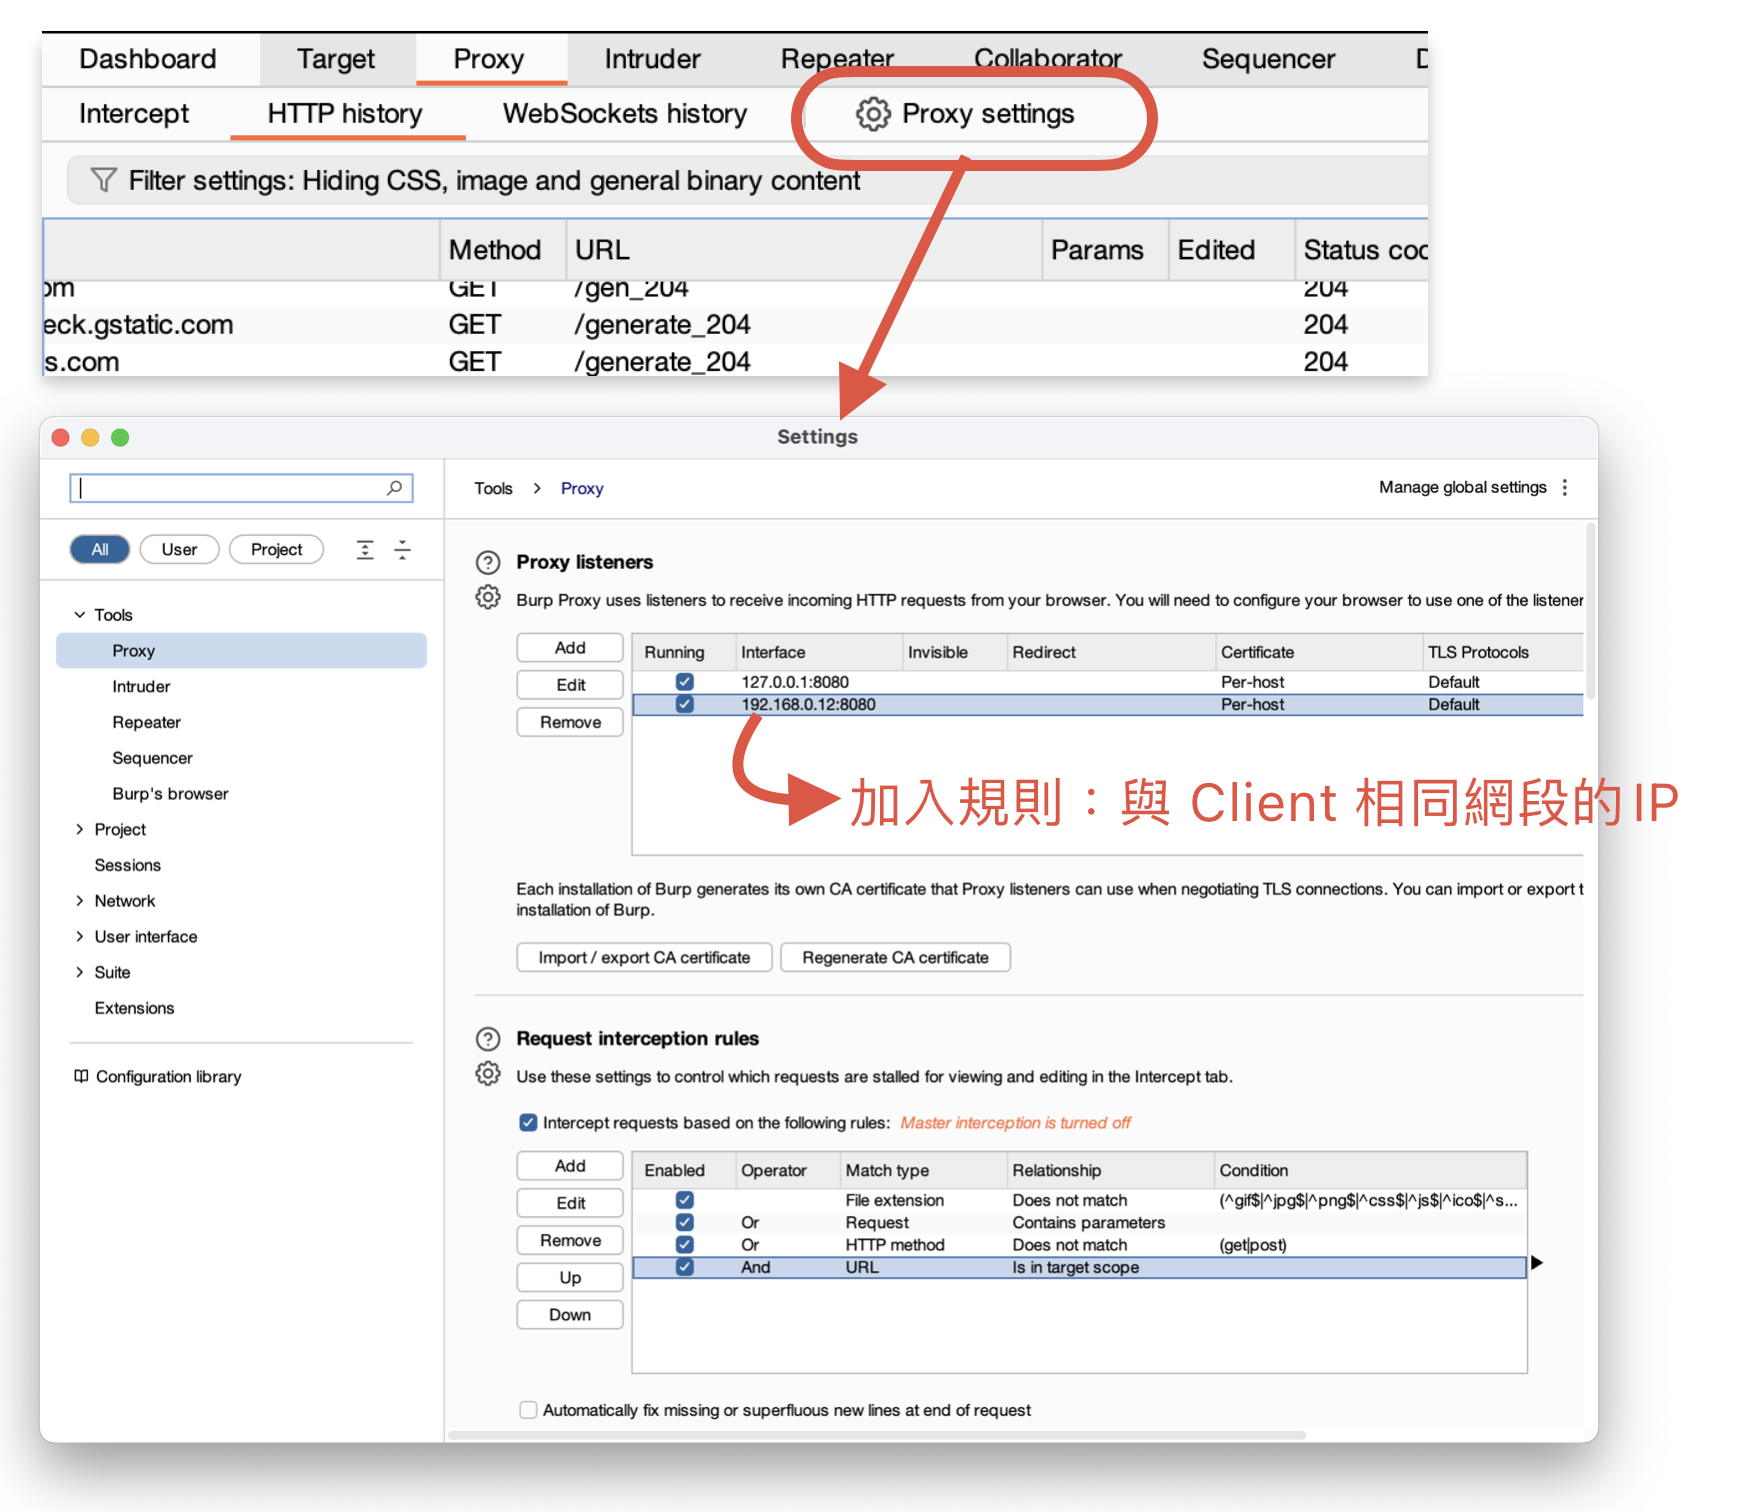 Dashboard Target Proxy Intruder Repeater Collaborator Sequencer
Intercept HTTP history WebSockets history Proxy settings
Filter settings: Hiding CSS, image and general binary content
Method URL Params Edited Status coc
om GET /gen_204 204
eck.gstatic.com GET /generate_204 204
s.com GET /generate_204 204
Settings
Tools > Proxy
Manage global settings
All User Project
Tools
Proxy
Intruder
Repeater
Sequencer
Burp's browser
Project
Sessions
Network
User interface
Suite
Extensions
Configuration library
Proxy listeners
Burp Proxy uses listeners to receive incoming HTTP requests from your browser. You will need to configure your browser to use one of the listener
Add
Edit
Remove
Running Interface Invisible Redirect Certificate TLS Protocols
127.0.0.1:8080 Per-host Default
192.168.0.12:8080 Per-host Default
加入規則：與 Client 相同網段的 IP
Each installation of Burp generates its own CA certificate that Proxy listeners can use when negotiating TLS connections. You can import or export t
installation of Burp.
Import / export CA certificate Regenerate CA certificate
Request interception rules
Use these settings to control which requests are stalled for viewing and editing in the Intercept tab.
Intercept requests based on the following rules: Master interception is turned off
Add
Edit
Remove
Up
Down
Enabled Operator Match type Relationship Condition
File extension Does not match (^gif$|^jpg$|^png$|^css$|^js$|^ico$|^s...
Or Request Contains parameters
Or HTTP method Does not match (get|post)
And URL Is in target scope
Automatically fix missing or superfluous new lines at end of request